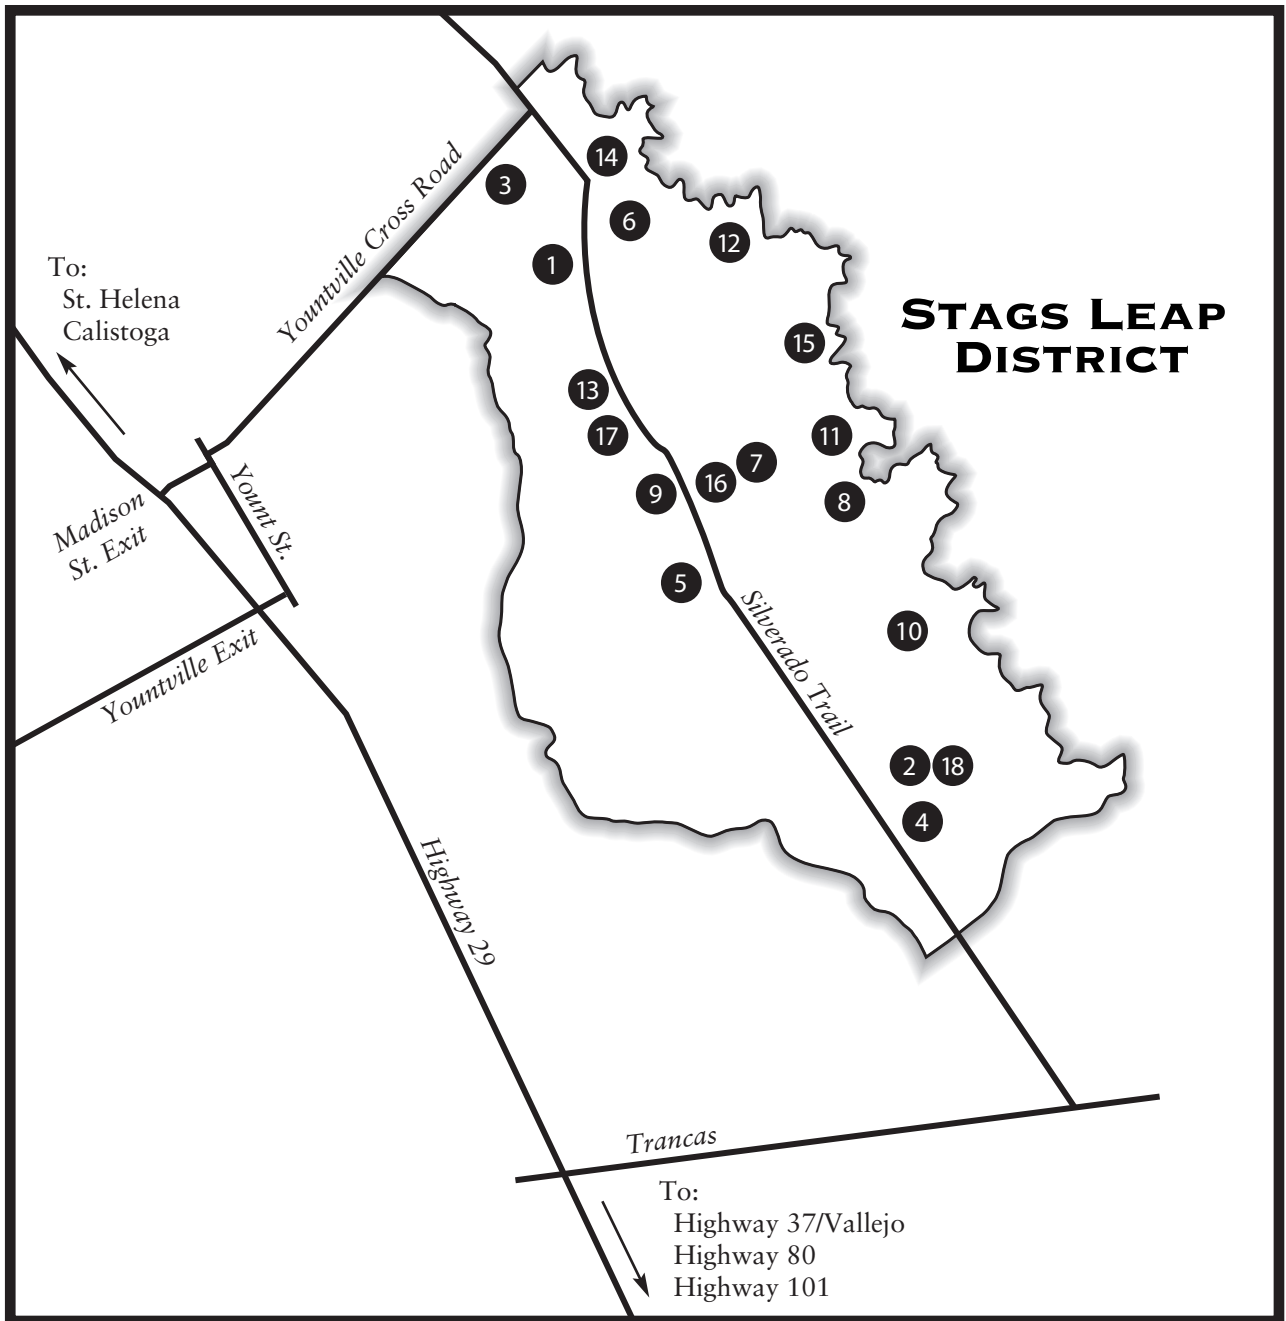 14
3
Yountville Cross Road
6
12
1
To:
St. Helena
Calistoga
STAGS LEAP
DISTRICT
15
13
17
11
7
16
9
8
Yount St.
Madison
St. Exit
5
Silverado Trail
10
Yountville Exit
2
18
4
Highway 29
Trancas
To:
Highway 37/Vallejo
Highway 80
Highway 101